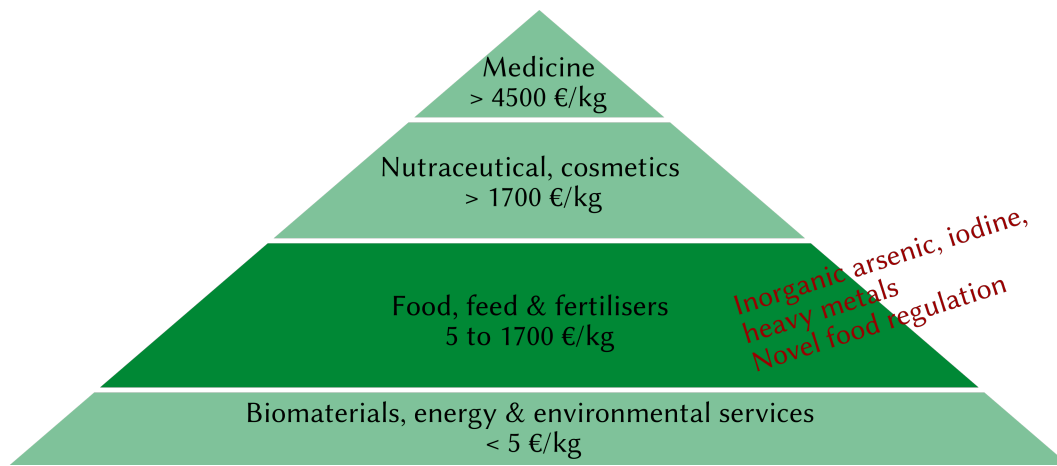 Medicine
> 4500 €/kg
Nutraceutical, cosmetics
> 1700 €/kg
Food, feed & fertilisers
5 to 1700 €/kg
Inorganic arsenic, iodine,
heavy metals
Novel food regulation
Biomaterials, energy & environmental services
< 5 €/kg